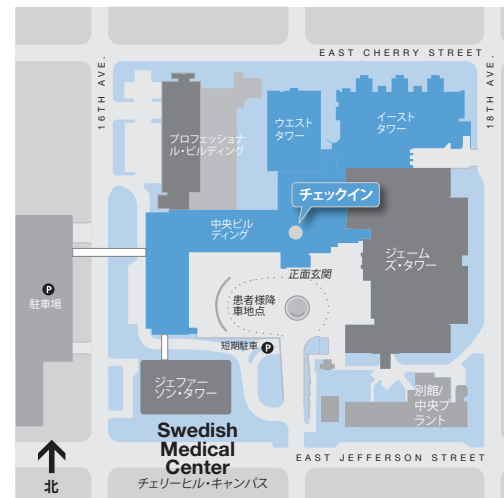 EAST CHERRY STREET
16TH AVE.
18TH AVE.
プロフェッショナ
ル・ビルディング
ウエスト
タワー
イースト
タワー
チェックイン
中央ビル
ディング
ジェーム
ズ・タワー
正面玄関
P
駐車場
患者様降
車地点
短期駐車 P
ジェファー
ソン・タワー
別館/
中央プ
ラント
Swedish
Medical
Center
チェリーヒル・キャンパス
EAST JEFFERSON STREET
北